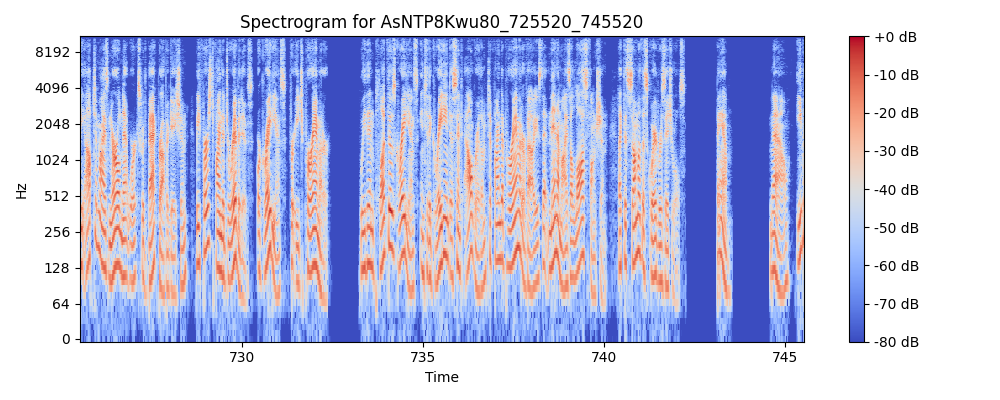 Spectrogram for AsNTP8Kwu80_725520_745520
8192
4096
2048
1024
512
256
128
64
0
Hz
730
735
740
745
Time
+0 dB
-10 dB
-20 dB
-30 dB
-40 dB
-50 dB
-60 dB
-70 dB
-80 dB